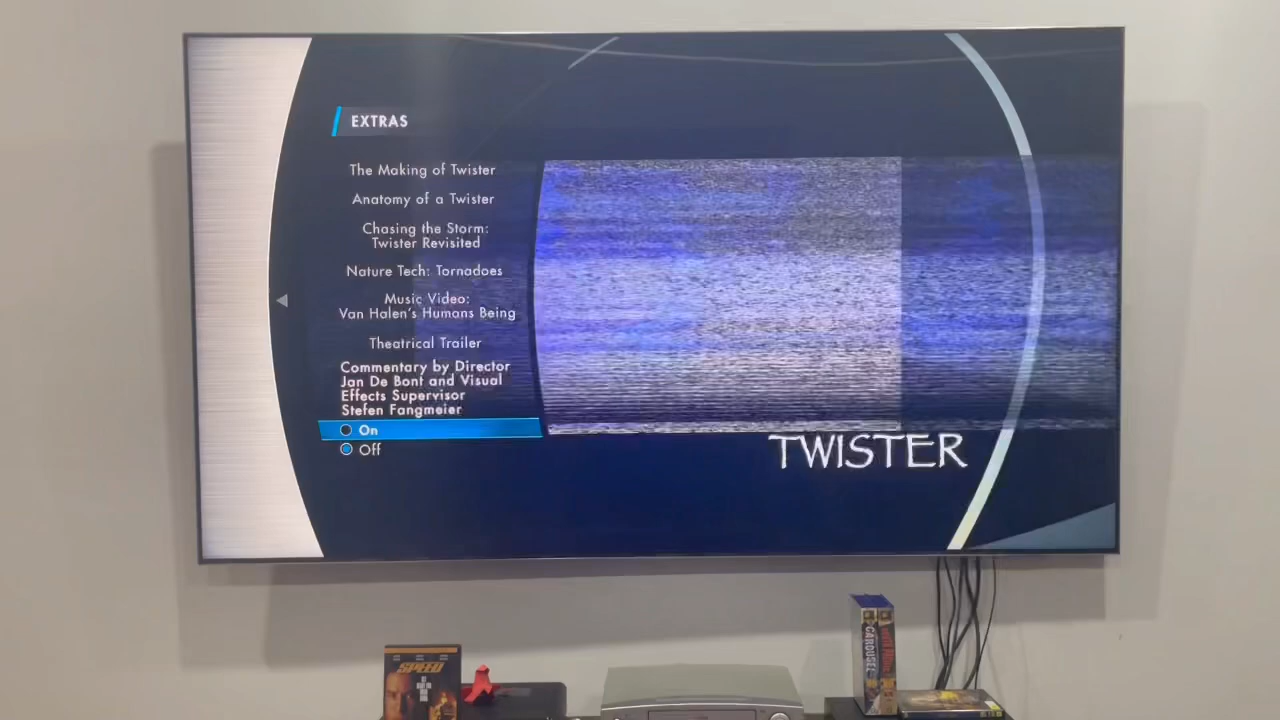 EXTRAS
The Making of Twister
Anatomy of a Twister
Chasing the Storm:
Twister Revisited
Nature Tech: Tornadoes
Music Video:
Van Halen's Humans Being
Theatrical Trailer
Commentary by Director
Jan De Bont and Visual
Effects Supervisor
Stefen Fangmeier
On
Off
TWISTER
SPEED
CAROUSEL